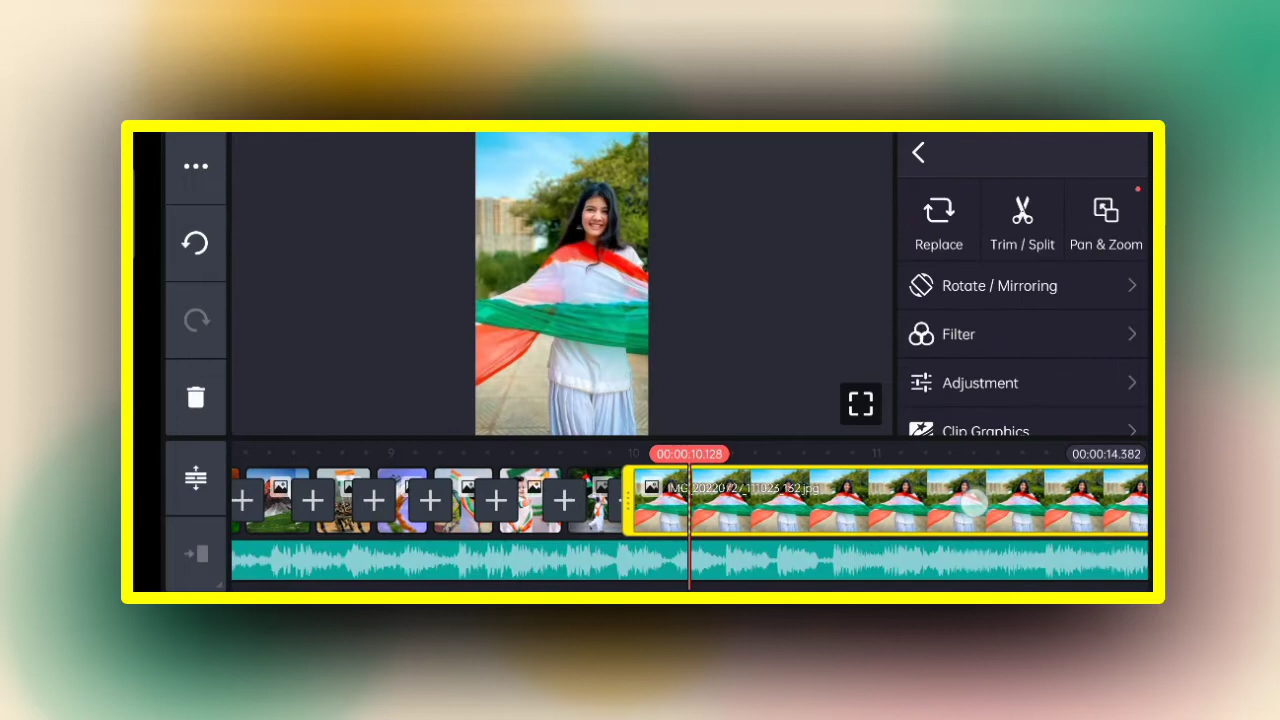 Replace
Trim / Split
Pan & Zoom
Rotate / Mirroring
Filter
Adjustment
Clip Graphics
9
10
00:00:10.128
11
00:00:14.382